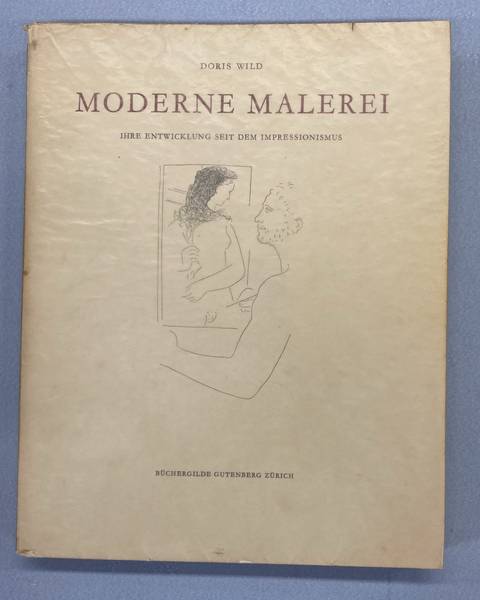 DORIS WILD
MODERNE MALEREI
IHRE ENTWICKLUNG SEIT DEM IMPRESSIONISMUS
BÜCHERGILDE GUTENBERG ZÜRICH